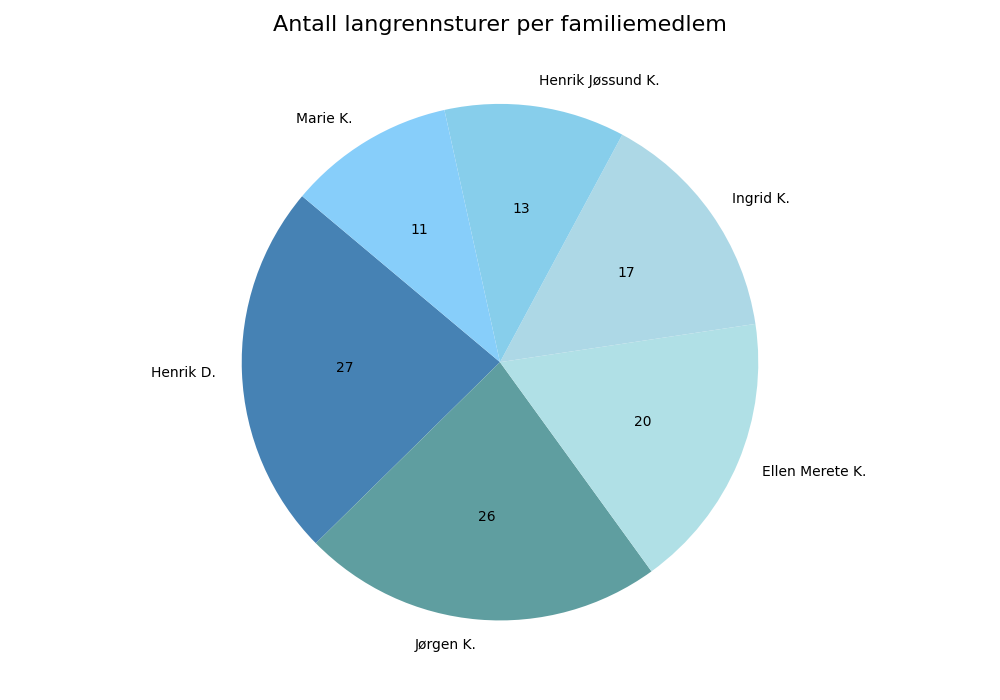 Antall langrennsturer per familiemedlem
Henrik Jøssund K.
Marie K.
Ingrid K.
13
11
17
Henrik D.
27
20
Ellen Merete K.
26
Jørgen K.